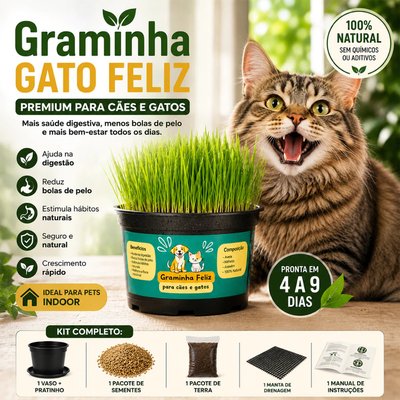 Graminha
GATO FELIZ
PREMIUM PARA CÃES E GATOS
Mais saúde digestiva, menos bolas de pelo
e mais bem-estar todos os dias.
100%
NATURAL
SEM QUÍMICOS
OU ADITIVOS
Ajuda na
digestão
Reduz
bolas de pelo
Estimula hábitos
naturais
Seguro e
natural
Crescimento
rápido
IDEAL PARA PETS
INDOOR
Benefícios
Composição
100% Natural
Graminha Feliz
para cães e gatos
PRONTA EM
4 A 9
DIAS
KIT COMPLETO:
1 VASO +
PRATINHO
1 PACOTE DE
SEMENTES
1 PACOTE DE
TERRA
1 MANTA DE
DRENAGEM
1 MANUAL DE
INSTRUÇÕES